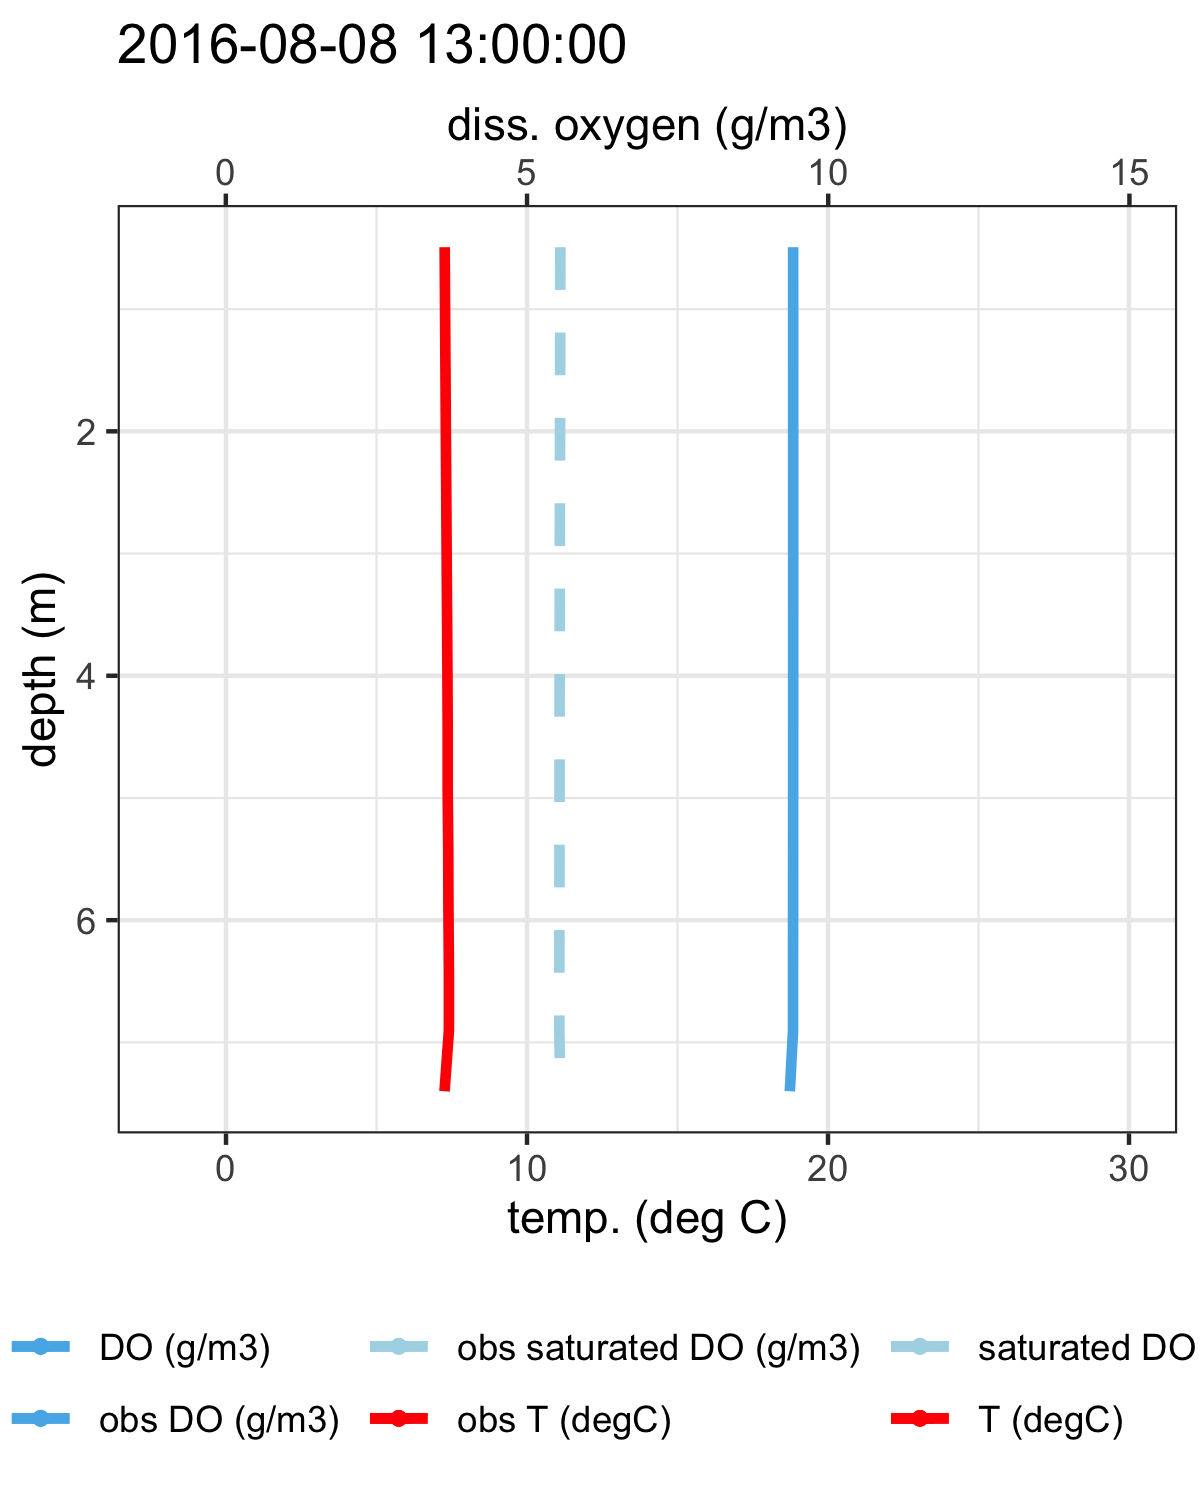 2016-08-08 13:00:00
diss. oxygen (g/m3)
0 5 10 15
depth (m)
2
4
6
0 10 20 30
temp. (deg C)
DO (g/m3) obs saturated DO (g/m3) saturated DO
obs DO (g/m3) obs T (degC) T (degC)